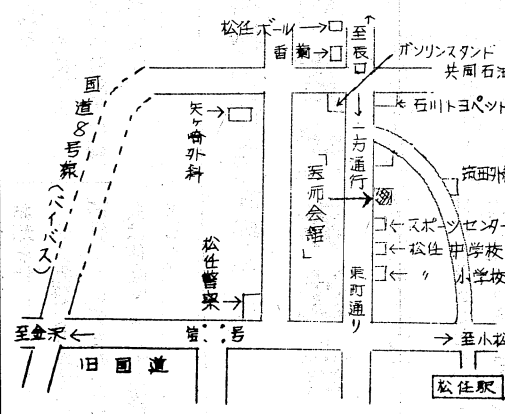 松任ボール→
香蘭→
至辰口
ガソリンスタンド
共同石油
←石川トヨペット
国道8号線
(バイパス)
矢ヶ崎外科→
↓一方通行
「医師会館」→
筑田外
←スポーツセンター
←松任中学校
←〃小学校
松任警察→
東町通り
至金沢←
信号
→至小松
旧国道
松任駅